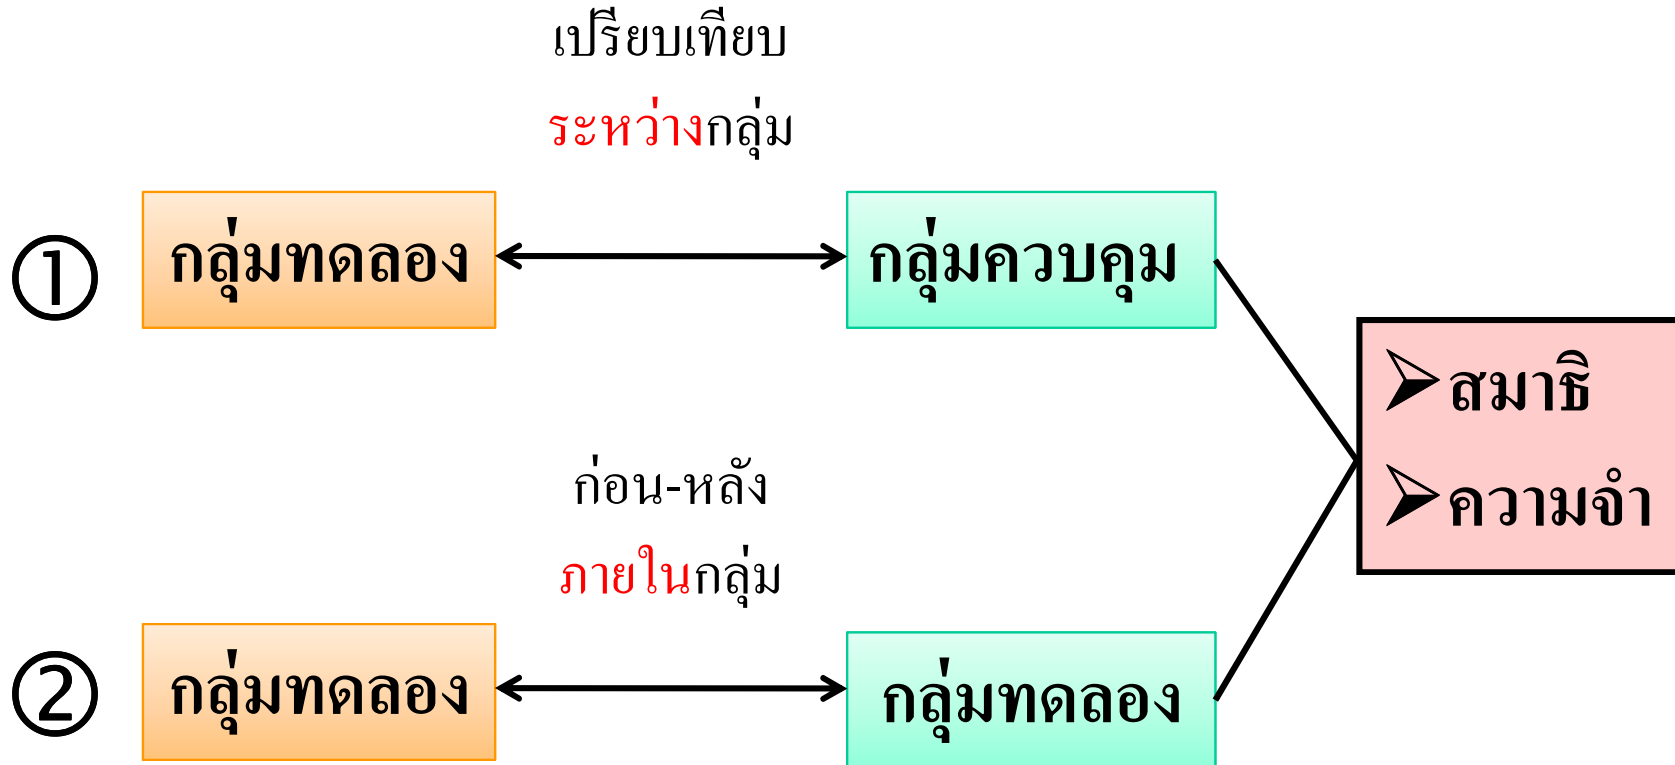 เปรียบเทียบ
ระหว่างกลุ่ม
① กลุ่มทดลอง กลุ่มควบคุม
➢สมาธิ
➢ความจำ
ก่อน-หลัง
ภายในกลุ่ม
② กลุ่มทดลอง กลุ่มทดลอง